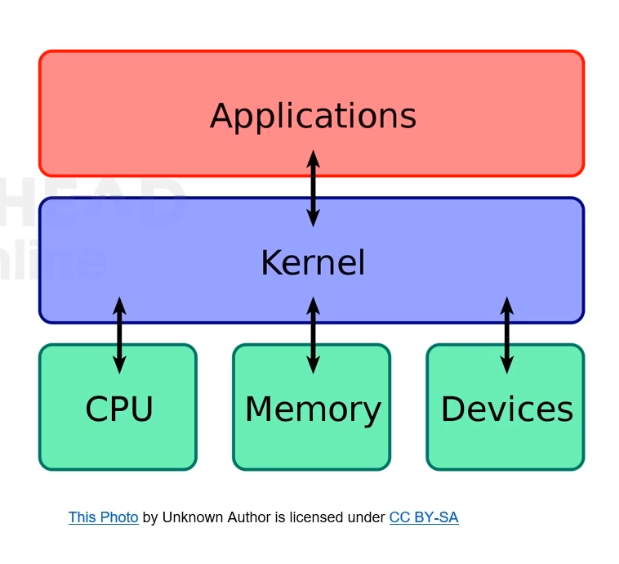 Applications
HEAD
nline
Kernel
CPU
Memory
Devices
This Photo by Unknown Author is licensed under CC BY-SA